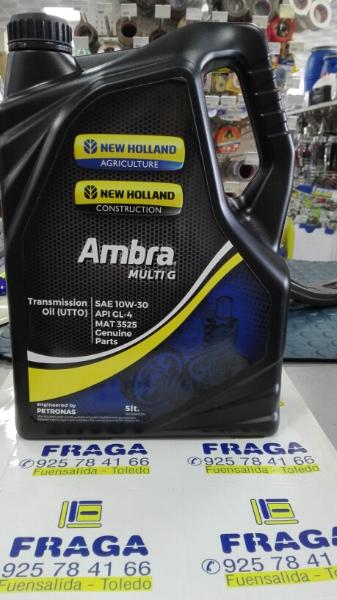 NEW HOLLAND
AGRICULTURE
NEW HOLLAND
CONSTRUCTION
Ambra
MULTI G
Transmission
Oil (UTTO)
SAE 10W-30
API GL-4
MAT 3525
Genuine
Parts
engineered by
PETRONAS
5lt.
FRAGA
925 78 41 66
Fuensalida - Toledo
FRAGA
925 78 41 66
Fuensalida - Toledo
FRAGA
925 78 41 66
Fuensalida - Toledo
FRAGA
925 78 41 66
Fuensalida - Toledo